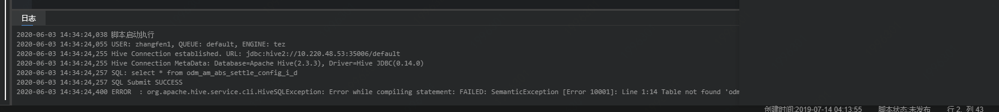 日志
2020-06-03 14:34:24,038 脚本启动执行
2020-06-03 14:34:24,055 USER: zhangfen1, QUEUE: default, ENGINE: tez
2020-06-03 14:34:24,255 Hive Connection established. URL: jdbc:hive2://10.220.48.53:35006/default
2020-06-03 14:34:24,255 Hive Connection MetaData: Database=Apache Hive(2.3.3), Driver=Hive JDBC(0.14.0)
2020-06-03 14:34:24,257 SQL: select * from odm_am_abs_settle_config_i_d
2020-06-03 14:34:24,257 SQL Submit SUCCESS
2020-06-03 14:34:24,400 ERROR  : org.apache.hive.service.cli.HiveSQLException: Error while compiling statement: FAILED: SemanticException [Error 10001]: Line 1:14 Table not found 'odm
创建时间:2019-07-14 04:13:55 脚本状态:未发布 行 2, 列 43